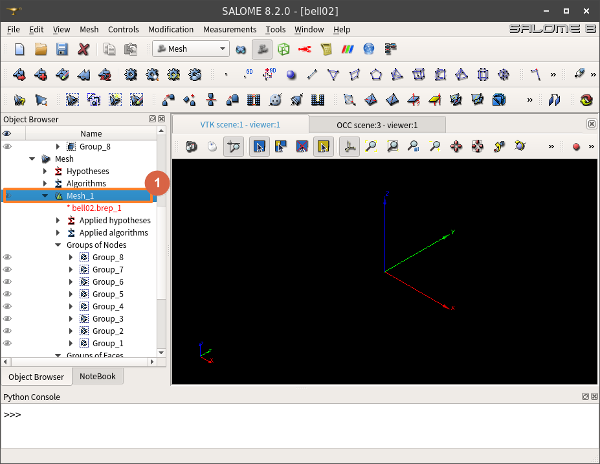 SALOME 8.2.0 - [bell02]
File Edit View Mesh Controls Modification Measurements Tools Window Help
SALOME 8
Mesh
0D
Object Browser
VTK scene:1 - viewer:1
OCC scene:3 - viewer:1
Name
Group_8
Mesh
Hypotheses
Algorithms
1
Mesh_1
* bell02.brep_1
Applied hypotheses
Applied algorithms
Groups of Nodes
Group_8
Group_7
Group_6
Group_5
Group_4
Group_3
Group_2
Group_1
Groups of Faces
Z
Y
X
Object Browser
NoteBook
Python Console
>>>